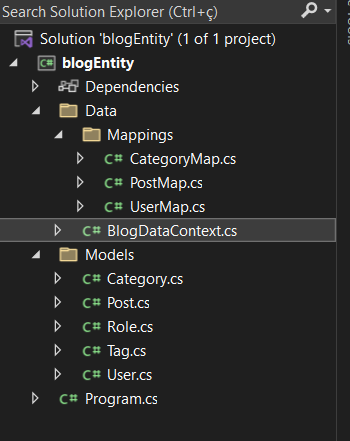 Search Solution Explorer (Ctrl+ç)
Solution 'blogEntity' (1 of 1 project)
blogEntity
Dependencies
Data
Mappings
C# CategoryMap.cs
C# PostMap.cs
C# UserMap.cs
C# BlogDataContext.cs
Models
C# Category.cs
C# Post.cs
C# Role.cs
C# Tag.cs
C# User.cs
C# Program.cs